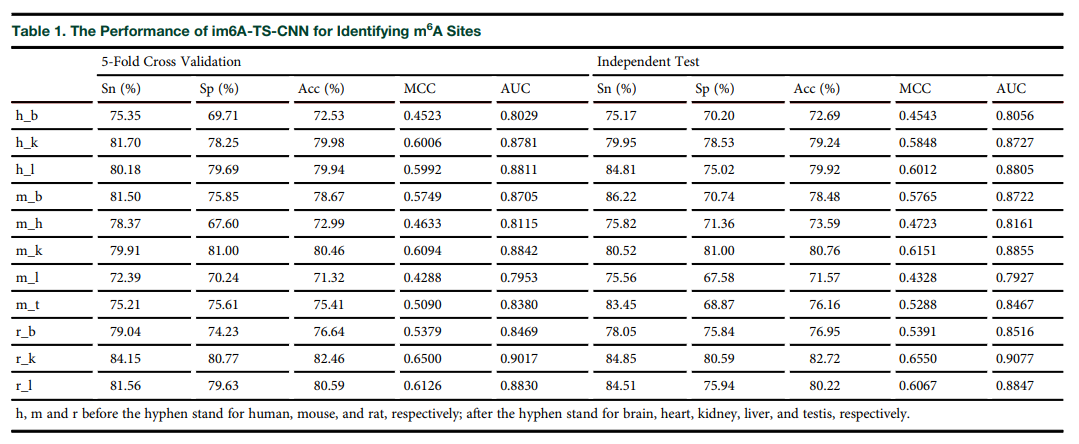 Table 1. The Performance of im6A-TS-CNN for Identifying m⁶A Sites
5-Fold Cross Validation Independent Test
Sn (%) Sp (%) Acc (%) MCC AUC Sn (%) Sp (%) Acc (%) MCC AUC
h_b 75.35 69.71 72.53 0.4523 0.8029 75.17 70.20 72.69 0.4543 0.8056
h_k 81.70 78.25 79.98 0.6006 0.8781 79.95 78.53 79.24 0.5848 0.8727
h_l 80.18 79.69 79.94 0.5992 0.8811 84.81 75.02 79.92 0.6012 0.8805
m_b 81.50 75.85 78.67 0.5749 0.8705 86.22 70.74 78.48 0.5765 0.8722
m_h 78.37 67.60 72.99 0.4633 0.8115 75.82 71.36 73.59 0.4723 0.8161
m_k 79.91 81.00 80.46 0.6094 0.8842 80.52 81.00 80.76 0.6151 0.8855
m_l 72.39 70.24 71.32 0.4288 0.7953 75.56 67.58 71.57 0.4328 0.7927
m_t 75.21 75.61 75.41 0.5090 0.8380 83.45 68.87 76.16 0.5288 0.8467
r_b 79.04 74.23 76.64 0.5379 0.8469 78.05 75.84 76.95 0.5391 0.8516
r_k 84.15 80.77 82.46 0.6500 0.9017 84.85 80.59 82.72 0.6550 0.9077
r_l 81.56 79.63 80.59 0.6126 0.8830 84.51 75.94 80.22 0.6067 0.8847
h, m and r before the hyphen stand for human, mouse, and rat, respectively; after the hyphen stand for brain, heart, kidney, liver, and testis, respectively.